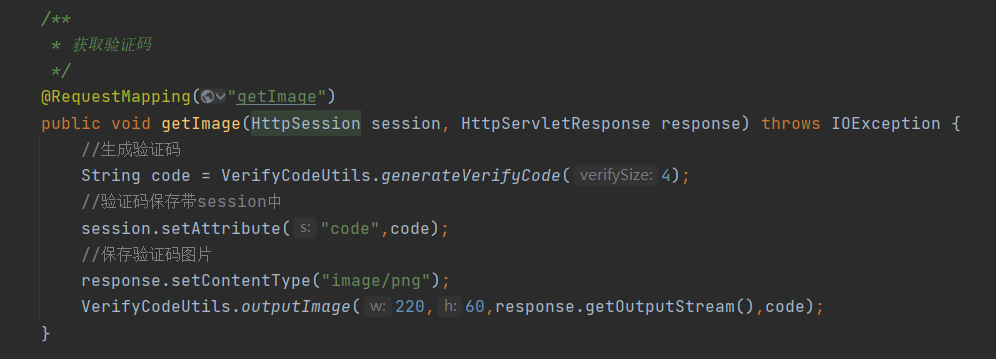 /**
 * 获取验证码
 */
@RequestMapping("getImage")
public void getImage(HttpSession session, HttpServletResponse response) throws IOException {
    //生成验证码
    String code = VerifyCodeUtils.generateVerifyCode( verifySize: 4);
    //验证码保存带session中
    session.setAttribute( s: "code",code);
    //保存验证码图片
    response.setContentType("image/png");
    VerifyCodeUtils.outputImage( w: 220, h: 60,response.getOutputStream(),code);
}